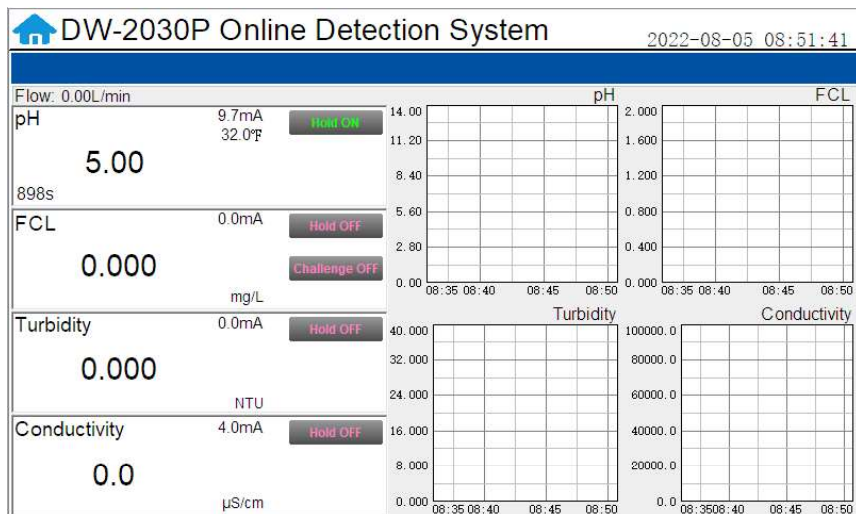 DW-2030P Online Detection System
2022-08-05 08:51:41
Flow: 0.00L/min
pH
9.7mA
32.0℉
Hold ON
5.00
898s
FCL
0.0mA
Hold OFF
0.000
Challenge OFF
mg/L
Turbidity
0.0mA
Hold OFF
0.000
NTU
Conductivity
4.0mA
Hold OFF
0.0
µS/cm
pH
14.00
11.20
8.40
5.60
2.80
0.00
08:35 08:40 08:45 08:50
FCL
2.000
1.600
1.200
0.800
0.400
0.000
08:35 08:40 08:45 08:50
Turbidity
40.000
32.000
24.000
16.000
8.000
0.000
08:35 08:40 08:45 08:50
Conductivity
100000.0
80000.0
60000.0
40000.0
20000.0
0.0
08:35 08:40 08:45 08:50